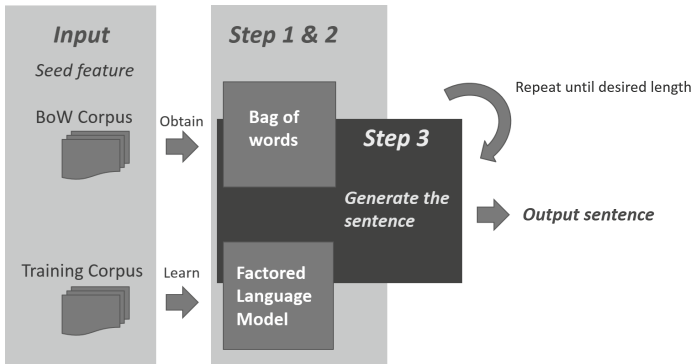 Input
Seed feature
BoW Corpus
Obtain
Training Corpus
Learn
Step 1 & 2
Bag of
words
Factored
Language
Model
Step 3
Generate the
sentence
Repeat until desired length
Output sentence